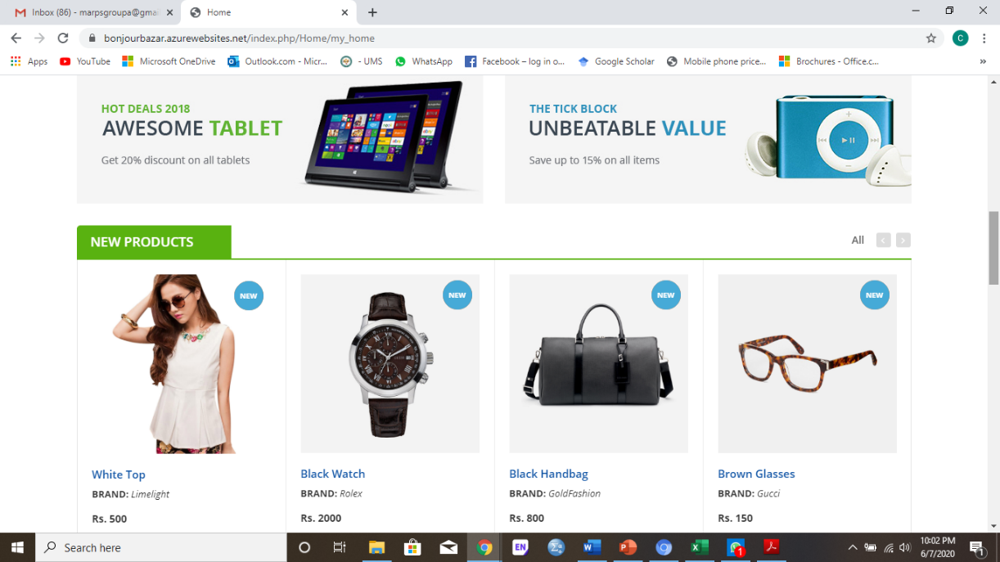 Inbox (86) - marpsgroupa@gmai
Home
bonjourbazar.azurewebsites.net/index.php/Home/my_home
C
Apps
YouTube
Microsoft OneDrive
Outlook.com - Micr...
- UMS
WhatsApp
Facebook – log in o...
Google Scholar
Mobile phone price...
Brochures - Office.c...
»
HOT DEALS 2018
AWESOME TABLET
Get 20% discount on all tablets
THE TICK BLOCK
UNBEATABLE VALUE
Save up to 15% on all items
NEW PRODUCTS
All
NEW
NEW
NEW
NEW
White Top
BRAND: Limelight
Rs. 500
Black Watch
BRAND: Rolex
Rs. 2000
Black Handbag
BRAND: GoldFashion
Rs. 800
Brown Glasses
BRAND: Gucci
Rs. 150
Search here
EN
1
10:02 PM
6/7/2020
1